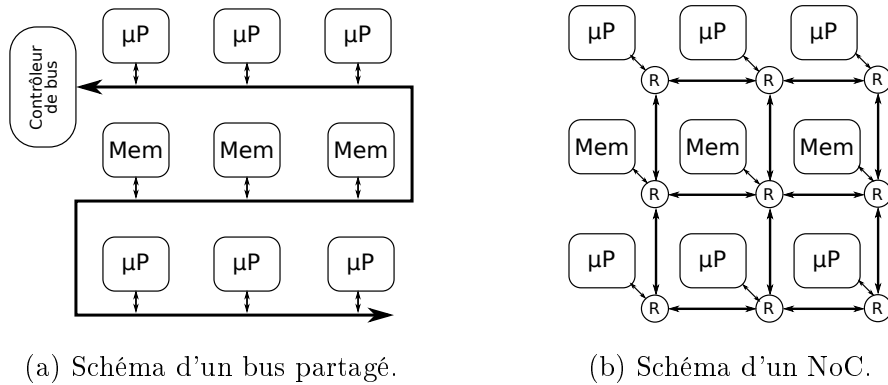 Contrôleur
de bus
µP µP µP
Mem Mem Mem
µP µP µP
(a) Schéma d'un bus partagé.
µP µP µP
R R R
Mem Mem Mem
R R R
µP µP µP
R R R
(b) Schéma d'un NoC.